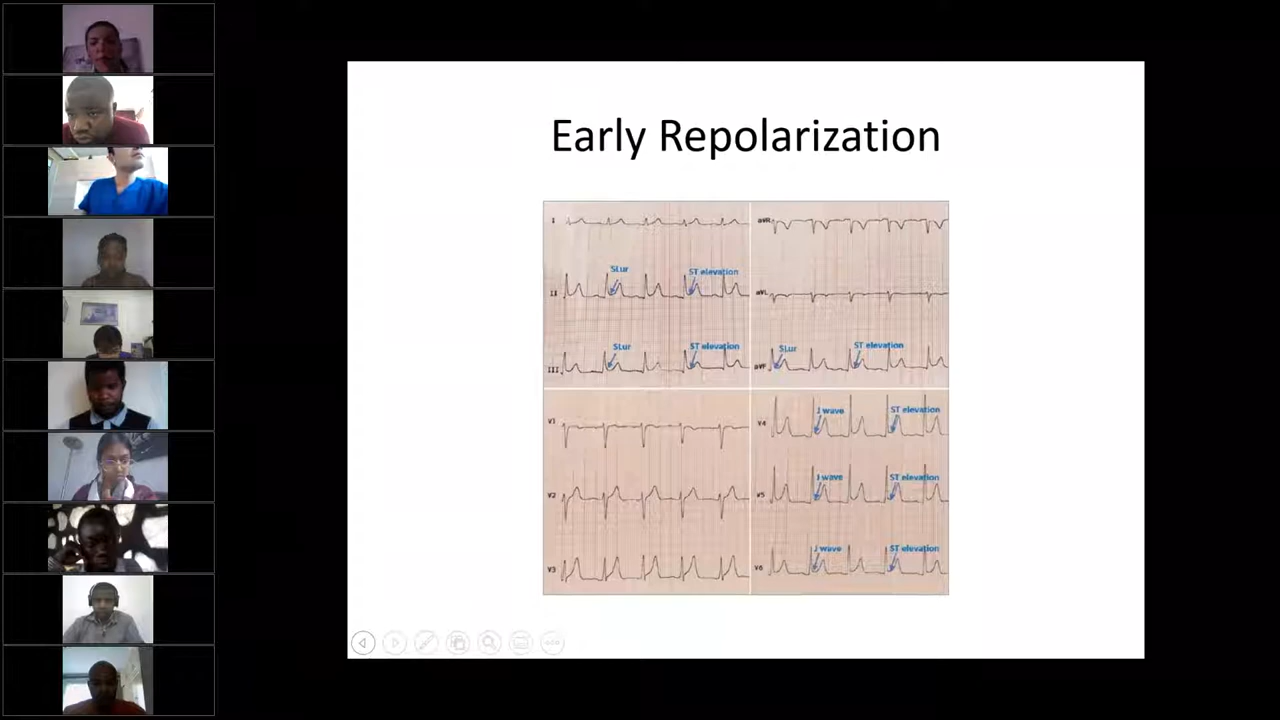 Early Repolarization
I
aVR
SLur
ST elevation
II
aVL
SLur
ST elevation
SLur
ST elevation
III
aVF
V1
J wave
ST elevation
V4
V2
J wave
ST elevation
V5
J wave
ST elevation
V3
V6